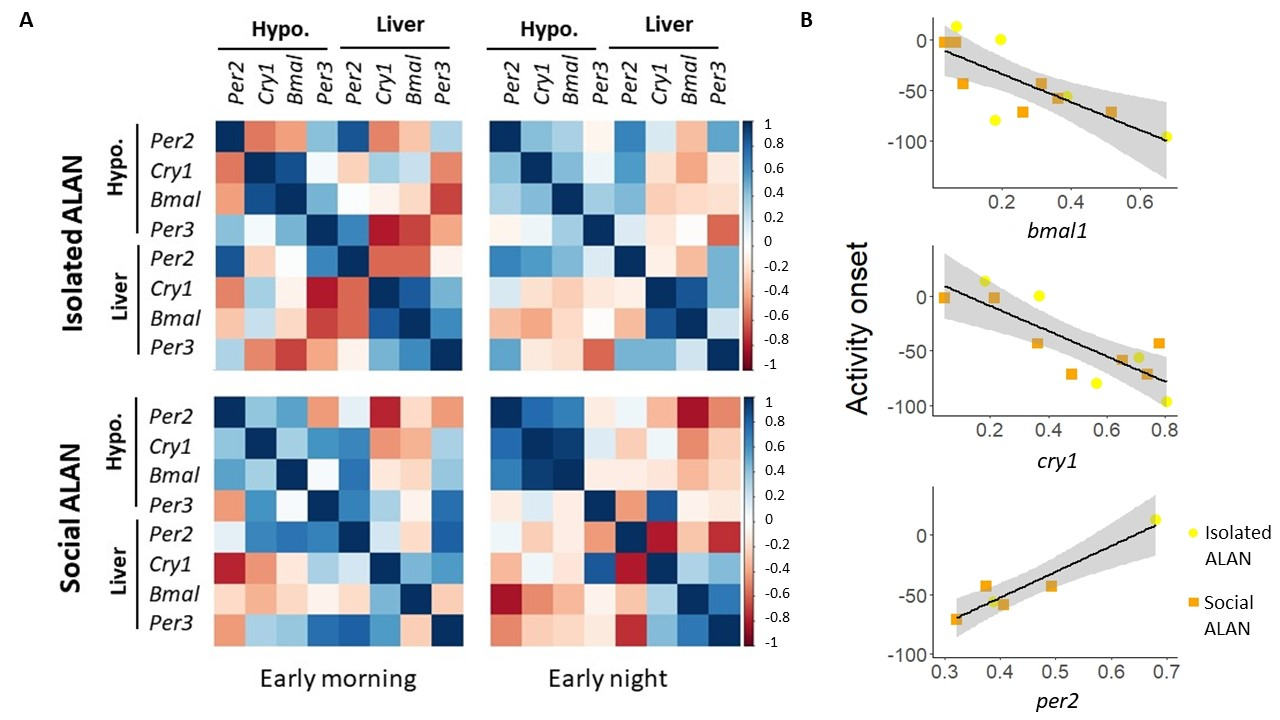 A
Hypo. Liver Hypo. Liver
Per2 Cry1 Bmal Per3 Per2 Cry1 Bmal Per3 Per2 Cry1 Bmal Per3 Per2 Cry1 Bmal Per3
Isolated ALAN
Hypo.
Liver
Per2
Cry1
Bmal
Per3
Per2
Cry1
Bmal
Per3
1
0.8
0.6
0.4
0.2
0
-0.2
-0.4
-0.6
-0.8
-1
Social ALAN
Hypo.
Liver
Per2
Cry1
Bmal
Per3
Per2
Cry1
Bmal
Per3
1
0.8
0.6
0.4
0.2
0
-0.2
-0.4
-0.6
-0.8
-1
Early morning Early night
B
Activity onset
0
-50
-100
0.2 0.4 0.6
bmal1
0
-50
-100
0.2 0.4 0.6 0.8
cry1
0
-50
-100
0.3 0.4 0.5 0.6 0.7
per2
Isolated
ALAN
Social
ALAN